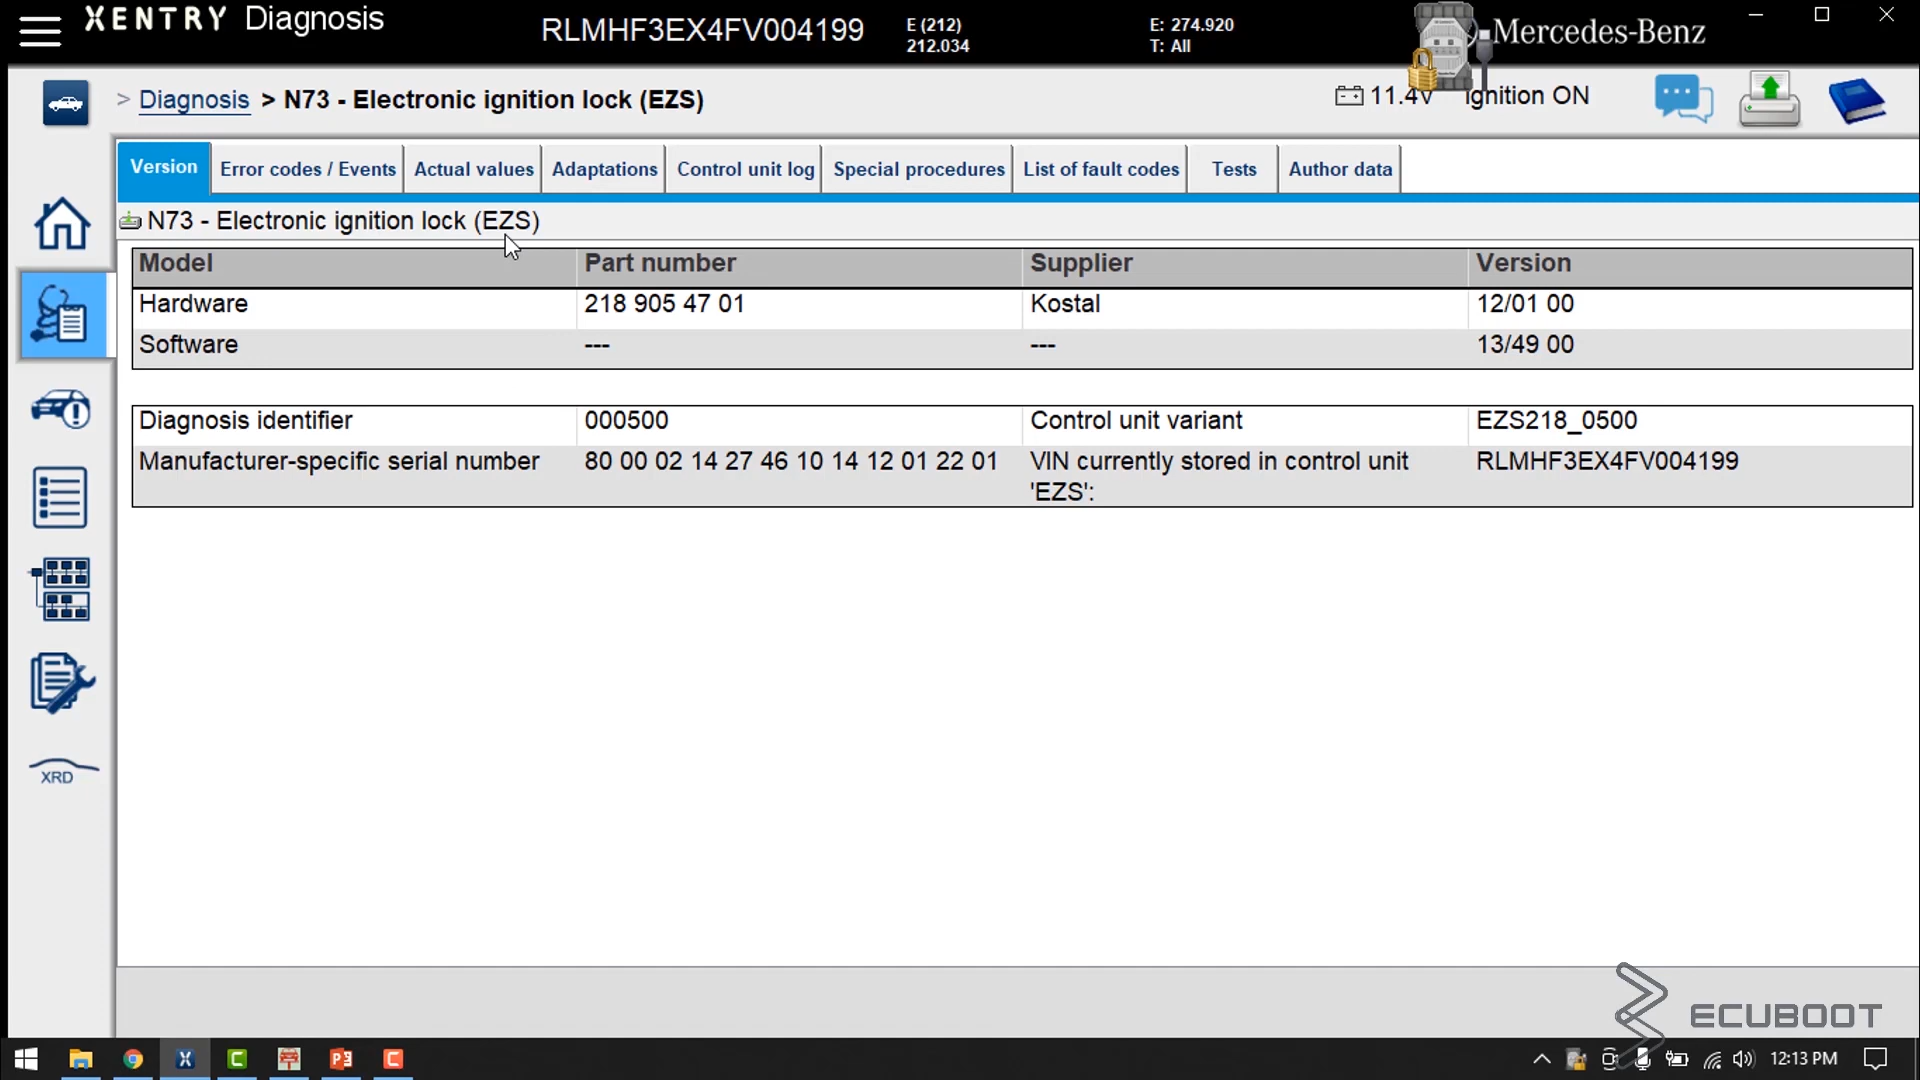 XENTRY Diagnosis
RLMHF3EX4FV004199
E (212)
212.034
E: 274.920
T: All
Mercedes-Benz
> Diagnosis > N73 - Electronic ignition lock (EZS)
11.4V Ignition ON
Version Error codes / Events Actual values Adaptations Control unit log Special procedures List of fault codes Tests Author data
N73 - Electronic ignition lock (EZS)
Model Part number Supplier Version
Hardware 218 905 47 01 Kostal 12/01 00
Software --- --- 13/49 00
Diagnosis identifier 000500 Control unit variant EZS218_0500
Manufacturer-specific serial number 80 00 02 14 27 46 10 14 12 01 22 01 VIN currently stored in control unit RLMHF3EX4FV004199
'EZS':
XRD
ECUBOOT
12:13 PM